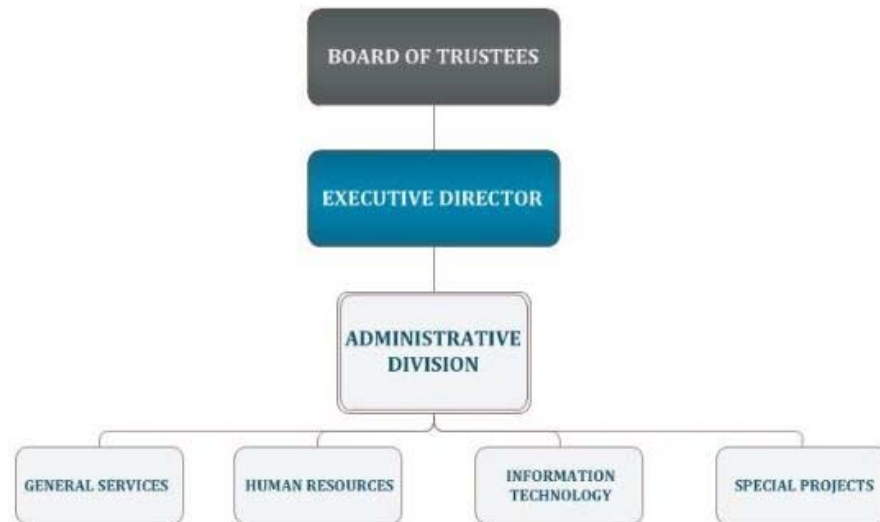 BOARD OF TRUSTEES
EXECUTIVE DIRECTOR
ADMINISTRATIVE
DIVISION
GENERAL SERVICES
HUMAN RESOURCES
INFORMATION
TECHNOLOGY
SPECIAL PROJECTS